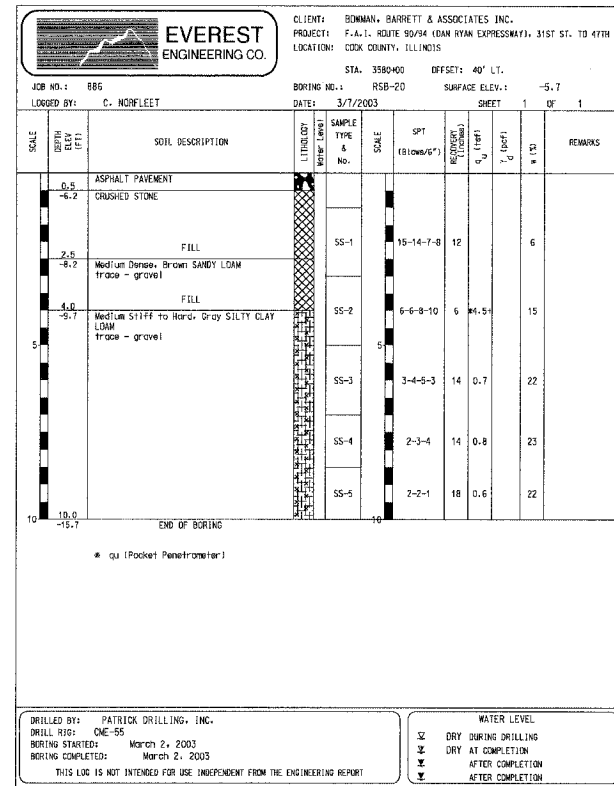 EVEREST
ENGINEERING CO.
CLIENT: BOWMAN, BARRETT & ASSOCIATES INC.
PROJECT: F.A.I. ROUTE 90/94 (DAN RYAN EXPRESSWAY), 31ST ST. TO 47TH
LOCATION: COOK COUNTY, ILLINOIS
STA. 3580+00 OFFSET: 40' LT.
JOB NO.: 886 BORING NO.: RSB-20 SURFACE ELEV.: -5.7
LOGGED BY: C. NORFLEET DATE: 3/7/2003 SHEET 1 OF 1
SCALE
DEPTH
ELEV
(FT)
SOIL DESCRIPTION
LITHOLOGY
Water Level
SAMPLE
TYPE
&
No.
SCALE
SPT
(Blows/6")
RECOVERY
(inches)
q u (tsf)
γ d (pcf)
w (%)
REMARKS
ASPHALT PAVEMENT
0.5
-6.2 CRUSHED STONE
FILL SS-1 15-14-7-8 12 6
2.5
-8.2 Medium Dense, Brown SANDY LOAM
trace - gravel
FILL
4.0 SS-2 6-6-8-10 6 *4.5+ 15
-9.7 Medium Stiff to Hard, Gray SILTY CLAY
LOAM
trace - gravel
5 5
SS-3 3-4-5-3 14 0.7 22
SS-4 2-3-4 14 0.8 23
SS-5 2-2-1 18 0.6 22
10 10.0 10
-15.7 END OF BORING
* qu (Pocket Penetrometer)
DRILLED BY: PATRICK DRILLING, INC.
DRILL RIG: CME-55
BORING STARTED: March 2, 2003
BORING COMPLETED: March 2, 2003
THIS LOG IS NOT INTENDED FOR USE INDEPENDENT FROM THE ENGINEERING REPORT
WATER LEVEL
DRY DURING DRILLING
DRY AT COMPLETION
AFTER COMPLETION
AFTER COMPLETION